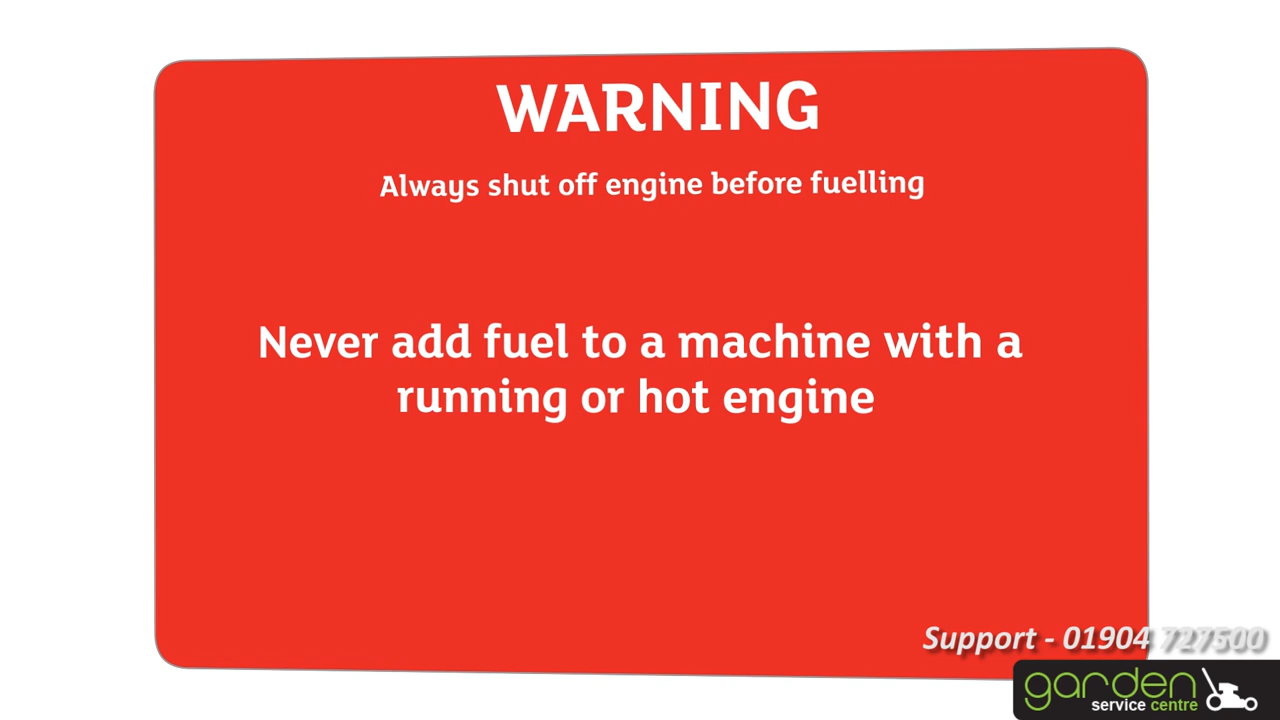 WARNING
Always shut off engine before fuelling
Never add fuel to a machine with a
running or hot engine
Support - 01904 727500
garden
service centre